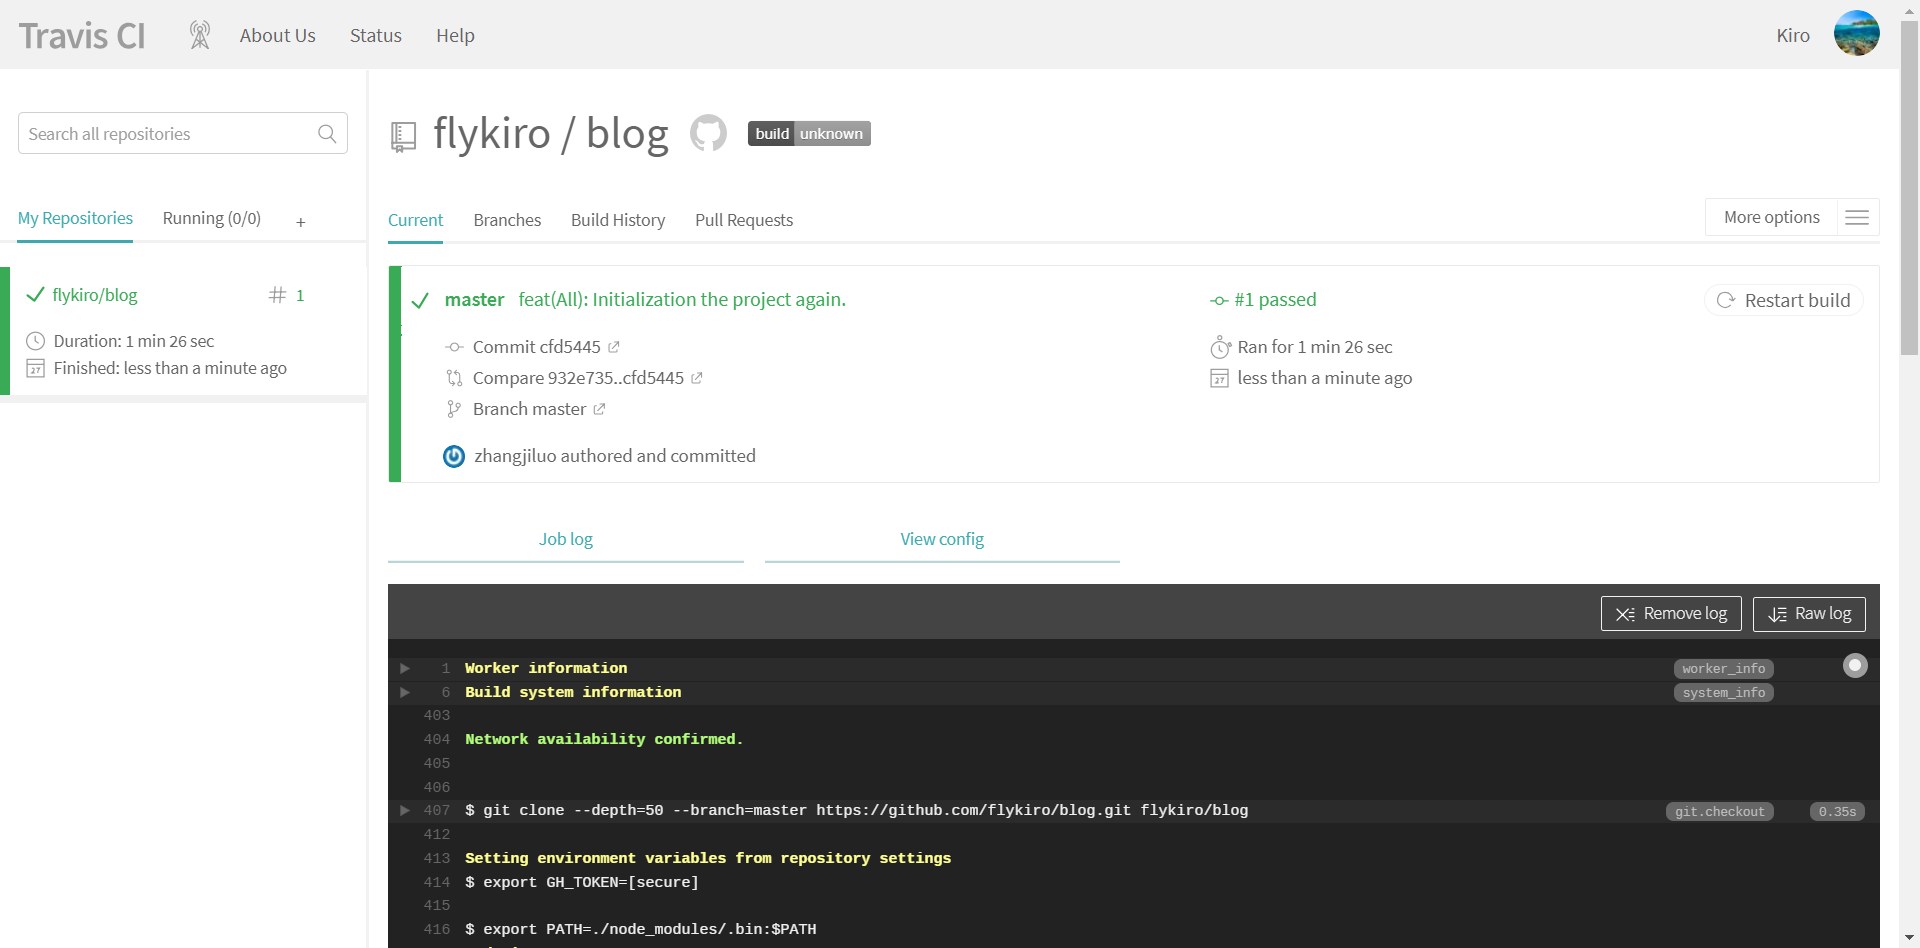 Travis CI
About Us
Status
Help
Kiro
Search all repositories
My Repositories
Running (0/0)
+
flykiro/blog
# 1
Duration: 1 min 26 sec
27 Finished: less than a minute ago
flykiro / blog
build unknown
Current
Branches
Build History
Pull Requests
More options
master feat(All): Initialization the project again.
Commit cfd5445
Compare 932e735..cfd5445
Branch master
zhangjiluo authored and committed
#1 passed
Ran for 1 min 26 sec
27 less than a minute ago
Restart build
Job log
View config
Remove log
Raw log
1 Worker information worker_info
6 Build system information system_info
403
404 Network availability confirmed.
405
406
407 $ git clone --depth=50 --branch=master https://github.com/flykiro/blog.git flykiro/blog git.checkout 0.35s
412
413 Setting environment variables from repository settings
414 $ export GH_TOKEN=[secure]
415
416 $ export PATH=./node_modules/.bin:$PATH